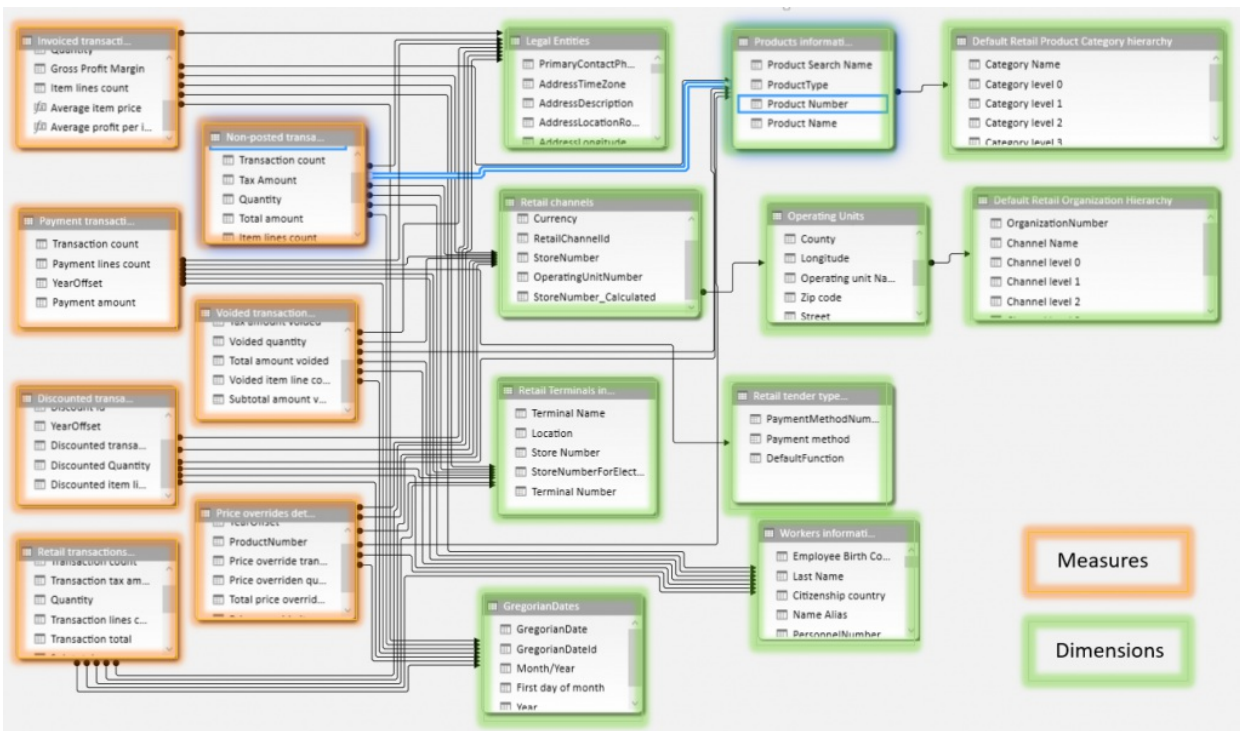 Invoiced transacti...
Quantity
Gross Profit Margin
Item lines count
Average item price
Average profit per i...
Non-posted transa...
Transaction count
Tax Amount
Quantity
Total amount
Item lines count
Payment transacti...
Transaction count
Payment lines count
YearOffset
Payment amount
Voided transaction...
Tax amount voided
Voided quantity
Total amount voided
Voided item line co...
Subtotal amount v...
Discounted transa...
Discount Id
YearOffset
Discounted transa...
Discounted Quantity
Discounted item li...
Price overrides det...
YearOffset
ProductNumber
Price override tran...
Price overriden qu...
Total price overrid...
Retail transactions...
Transaction count
Transaction tax am...
Quantity
Transaction lines c...
Transaction total
Legal Entities
PrimaryContactPh...
AddressTimeZone
AddressDescription
AddressLocationRo...
AddressLongitude
Retail channels
Currency
RetailChannelId
StoreNumber
OperatingUnitNumber
StoreNumber_Calculated
Retail Terminals in...
Terminal Name
Location
Store Number
StoreNumberForElect...
Terminal Number
GregorianDates
GregorianDate
GregorianDateId
Month/Year
First day of month
Year
Products informati...
Product Search Name
ProductType
Product Number
Product Name
Operating Units
County
Longitude
Operating unit Na...
Zip code
Street
Retail tender type...
PaymentMethodNum...
Payment method
DefaultFunction
Workers informati...
Employee Birth Co...
Last Name
Citizenship country
Name Alias
PersonnelNumber
Default Retail Product Category hierarchy
Category Name
Category level 0
Category level 1
Category level 2
Category level 3
Default Retail Organization Hierarchy
OrganizationNumber
Channel Name
Channel level 0
Channel level 1
Channel level 2
Measures
Dimensions